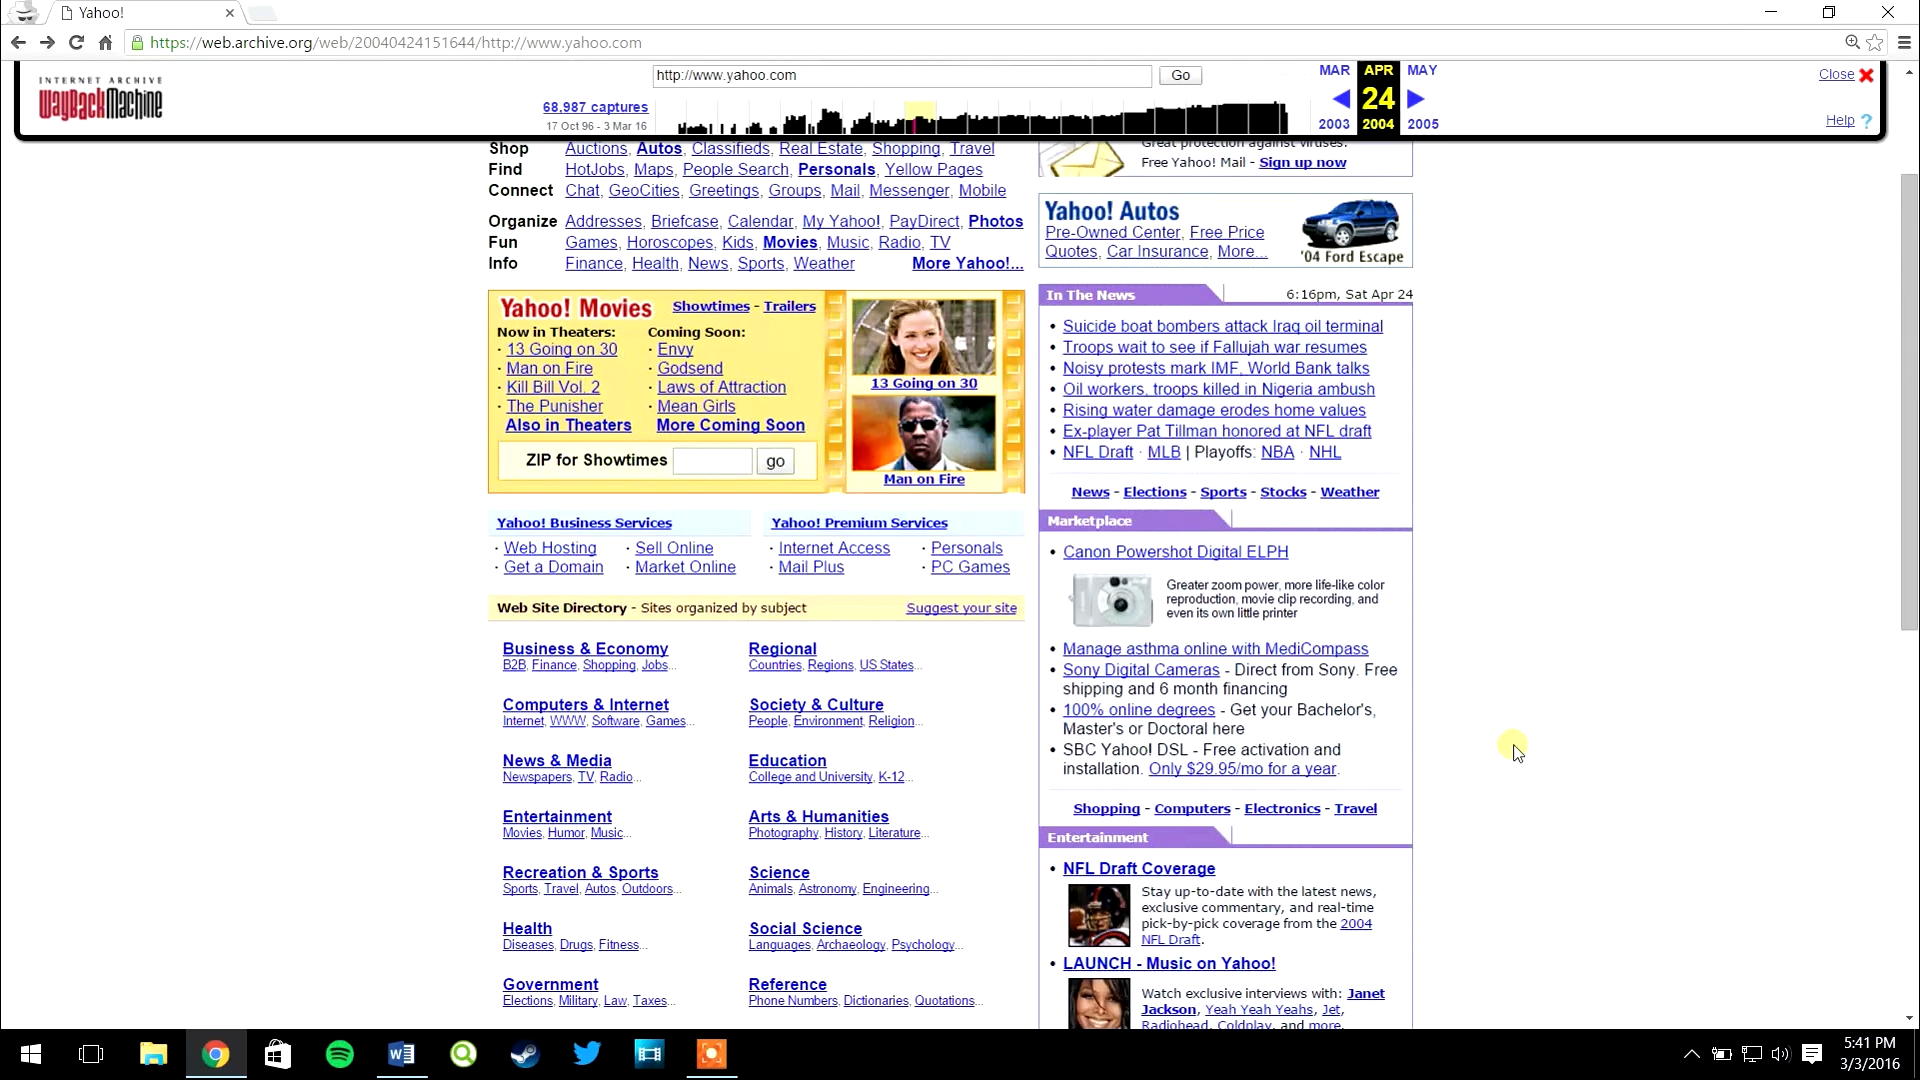 Yahoo!
https://web.archive.org/web/20040424151644/http://www.yahoo.com
INTERNET ARCHIVE
WayBackMachine
http://www.yahoo.com
Go
68,987 captures
17 Oct 96 - 3 Mar 16
MAR APR MAY
24
2003 2004 2005
Close
Help ?
Shop Auctions, Autos, Classifieds, Real Estate, Shopping, Travel
Find HotJobs, Maps, People Search, Personals, Yellow Pages
Connect Chat, GeoCities, Greetings, Groups, Mail, Messenger, Mobile
Organize Addresses, Briefcase, Calendar, My Yahoo!, PayDirect, Photos
Fun Games, Horoscopes, Kids, Movies, Music, Radio, TV
Info Finance, Health, News, Sports, Weather More Yahoo!...
Yahoo! Movies Showtimes - Trailers
Now in Theaters: Coming Soon:
· 13 Going on 30 · Envy
· Man on Fire · Godsend
· Kill Bill Vol. 2 · Laws of Attraction
· The Punisher · Mean Girls
Also in Theaters More Coming Soon
ZIP for Showtimes go
13 Going on 30
Man on Fire
Yahoo! Business Services Yahoo! Premium Services
· Web Hosting · Sell Online · Internet Access · Personals
· Get a Domain · Market Online · Mail Plus · PC Games
Web Site Directory - Sites organized by subject Suggest your site
Business & Economy
B2B, Finance, Shopping, Jobs...
Regional
Countries, Regions, US States...
Computers & Internet
Internet, WWW, Software, Games...
Society & Culture
People, Environment, Religion...
News & Media
Newspapers, TV, Radio...
Education
College and University, K-12...
Entertainment
Movies, Humor, Music...
Arts & Humanities
Photography, History, Literature...
Recreation & Sports
Sports, Travel, Autos, Outdoors...
Science
Animals, Astronomy, Engineering...
Health
Diseases, Drugs, Fitness...
Social Science
Languages, Archaeology, Psychology...
Government
Elections, Military, Law, Taxes...
Reference
Phone Numbers, Dictionaries, Quotations...
Great protection against viruses.
Free Yahoo! Mail - Sign up now
Yahoo! Autos
Pre-Owned Center, Free Price
Quotes, Car Insurance, More...
'04 Ford Escape
In The News 6:16pm, Sat Apr 24
• Suicide boat bombers attack Iraq oil terminal
• Troops wait to see if Fallujah war resumes
• Noisy protests mark IMF, World Bank talks
• Oil workers, troops killed in Nigeria ambush
• Rising water damage erodes home values
• Ex-player Pat Tillman honored at NFL draft
• NFL Draft · MLB | Playoffs: NBA · NHL
News - Elections - Sports - Stocks - Weather
Marketplace
• Canon Powershot Digital ELPH
Greater zoom power, more life-like color
reproduction, movie clip recording, and
even its own little printer
• Manage asthma online with MediCompass
• Sony Digital Cameras - Direct from Sony. Free
shipping and 6 month financing
• 100% online degrees - Get your Bachelor's,
Master's or Doctoral here
• SBC Yahoo! DSL - Free activation and
installation. Only $29.95/mo for a year.
Shopping - Computers - Electronics - Travel
Entertainment
• NFL Draft Coverage
Stay up-to-date with the latest news,
exclusive commentary, and real-time
pick-by-pick coverage from the 2004
NFL Draft.
• LAUNCH - Music on Yahoo!
Watch exclusive interviews with: Janet
Jackson, Yeah Yeah Yeahs, Jet,
Radiohead, Coldplay, and more.
5:41 PM
3/3/2016